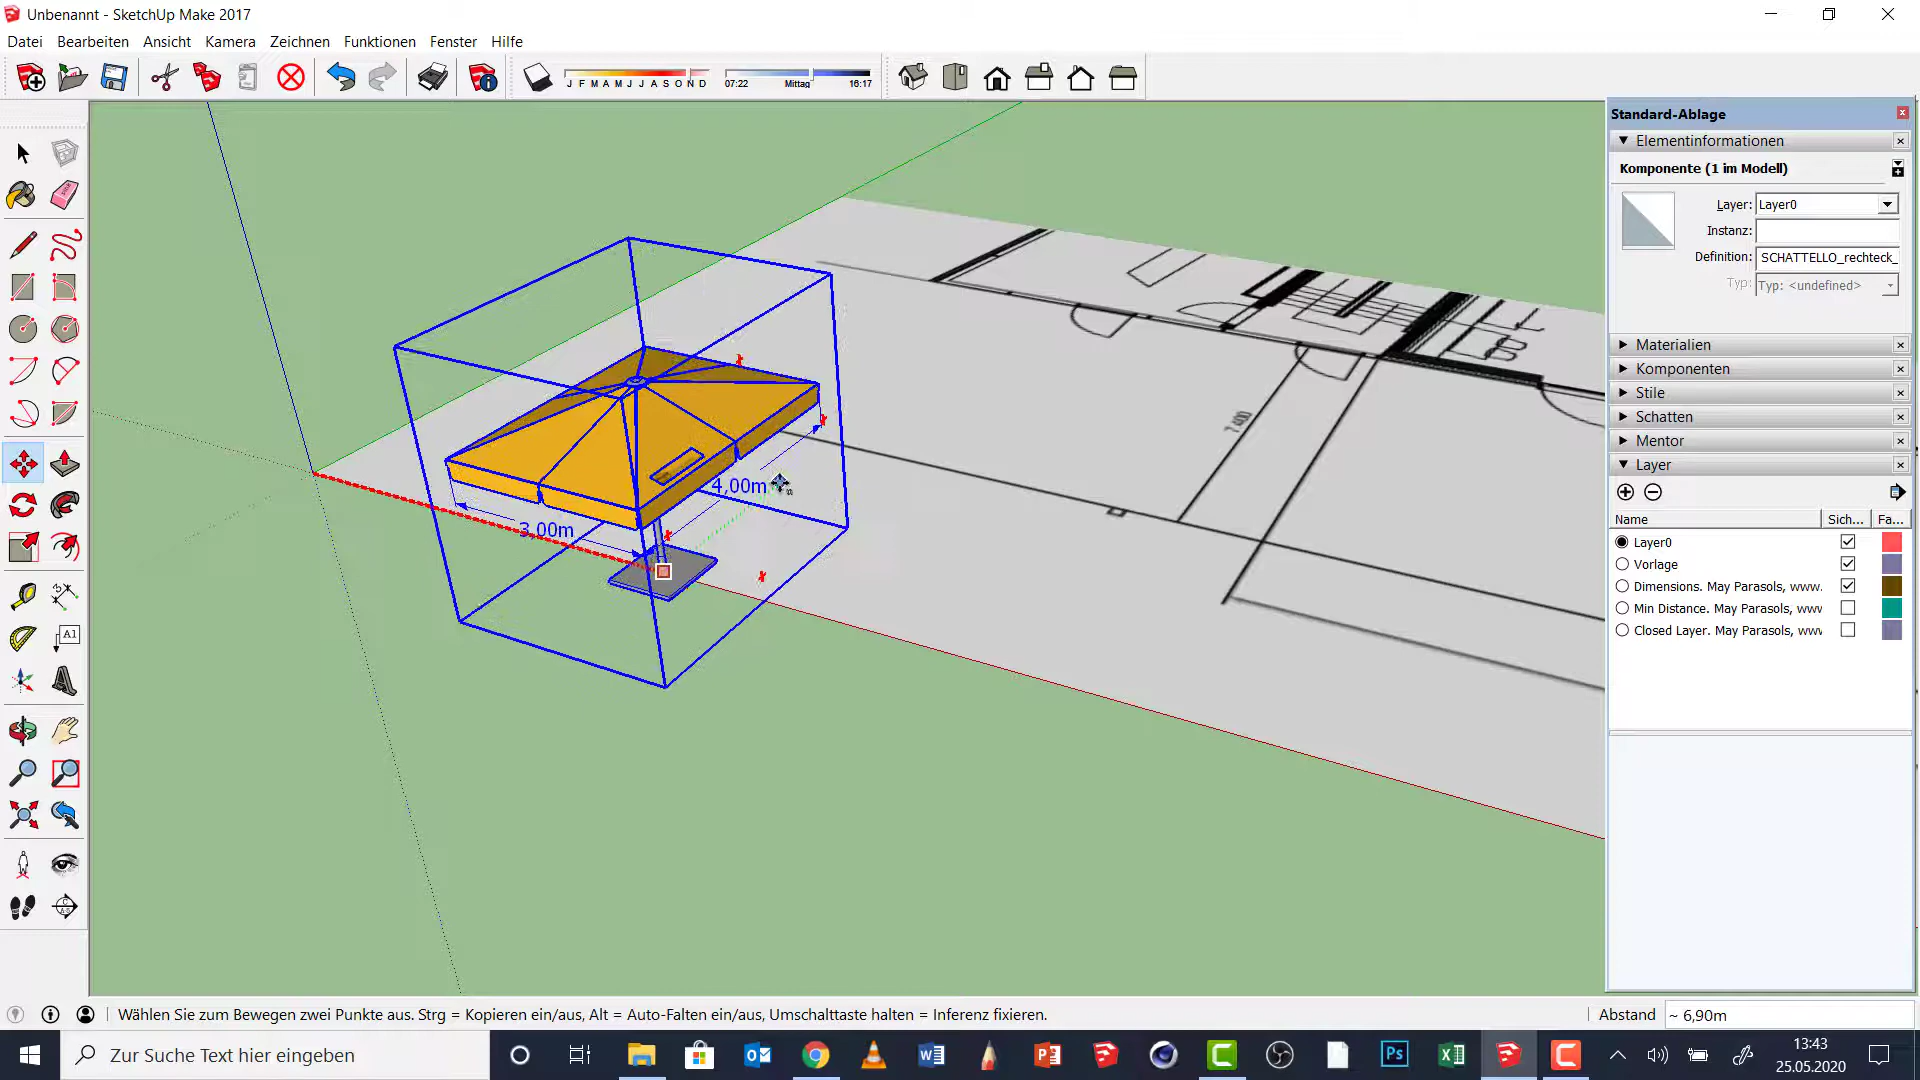 Unbenannt - SketchUp Make 2017
Datei Bearbeiten Ansicht Kamera Zeichnen Funktionen Fenster Hilfe
J F M A M J J A S O N D
07:22 Mittag 16:17
Standard-Ablage
Elementinformationen
Komponente (1 im Modell)
Layer: Layer0
Instanz:
Definition: SCHATTELLO_rechteck_
Typ: Typ: <undefined>
Materialien
Komponenten
Stile
Schatten
Mentor
Layer
Name Sich... Fa...
Layer0
Vorlage
Dimensions. May Parasols, www.
Min Distance. May Parasols, www
Closed Layer. May Parasols, www
7.400
4,00m
3,00m
A1
Wählen Sie zum Bewegen zwei Punkte aus. Strg = Kopieren ein/aus, Alt = Auto-Falten ein/aus, Umschalttaste halten = Inferenz fixieren.
Abstand ~ 6,90m
Zur Suche Text hier eingeben
13:43
25.05.2020